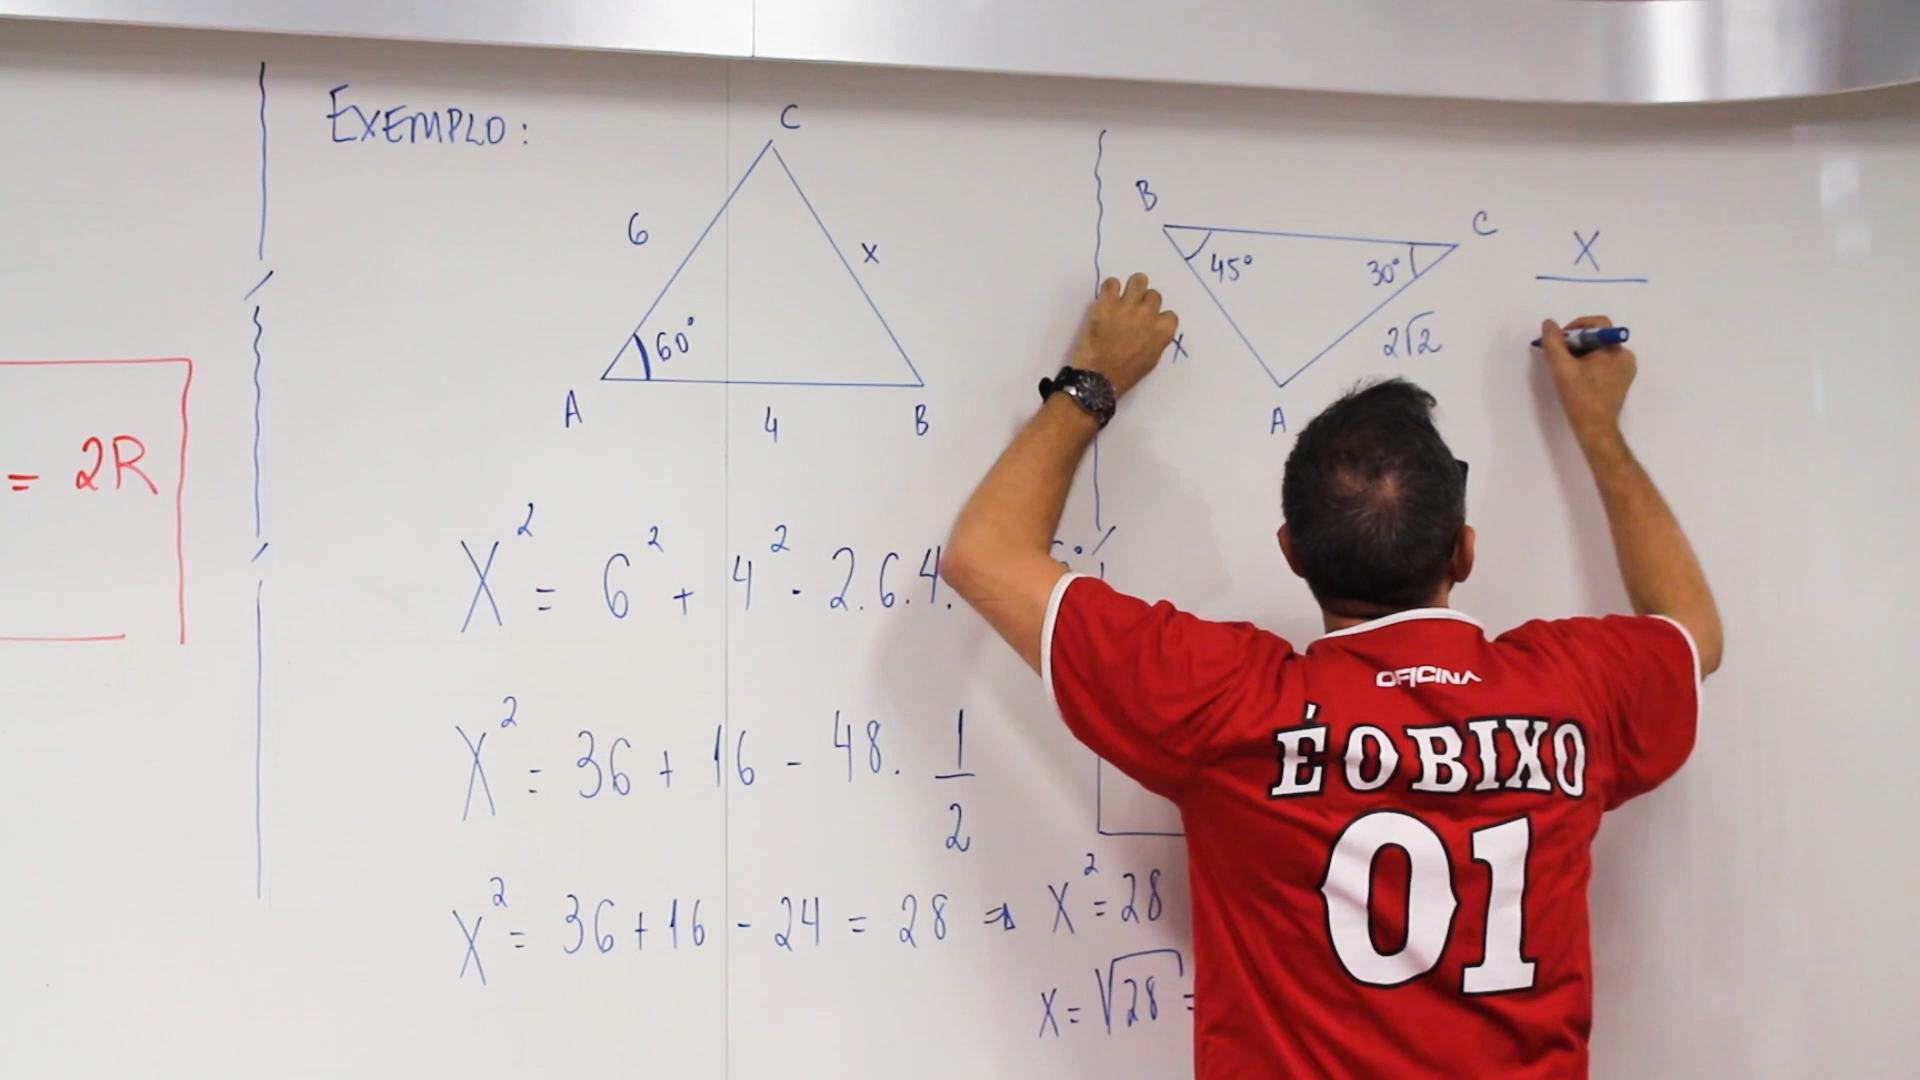 = 2R
EXEMPLO:
C
6
x
60°
A
4
B
X² = 6² + 4² - 2.6.4.
X² = 36 + 16 - 48. 1/2
X² = 36 + 16 - 24 = 28 ⇒ X² = 28
X = √28 =
B
C
45°
30°
x
2√2
A
X
OFICINA
É O BIXO
01